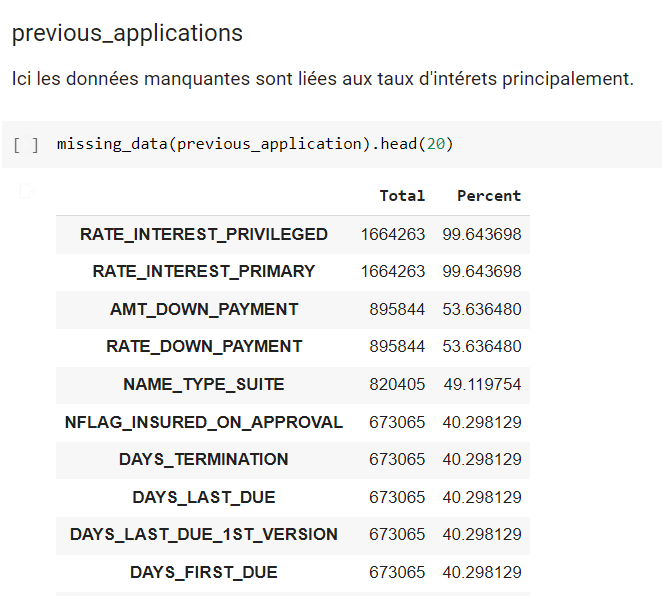 previous_applications
Ici les données manquantes sont liées aux taux d'intérets principalement.
[ ] missing_data(previous_application).head(20)
Total Percent
RATE_INTEREST_PRIVILEGED 1664263 99.643698
RATE_INTEREST_PRIMARY 1664263 99.643698
AMT_DOWN_PAYMENT 895844 53.636480
RATE_DOWN_PAYMENT 895844 53.636480
NAME_TYPE_SUITE 820405 49.119754
NFLAG_INSURED_ON_APPROVAL 673065 40.298129
DAYS_TERMINATION 673065 40.298129
DAYS_LAST_DUE 673065 40.298129
DAYS_LAST_DUE_1ST_VERSION 673065 40.298129
DAYS_FIRST_DUE 673065 40.298129